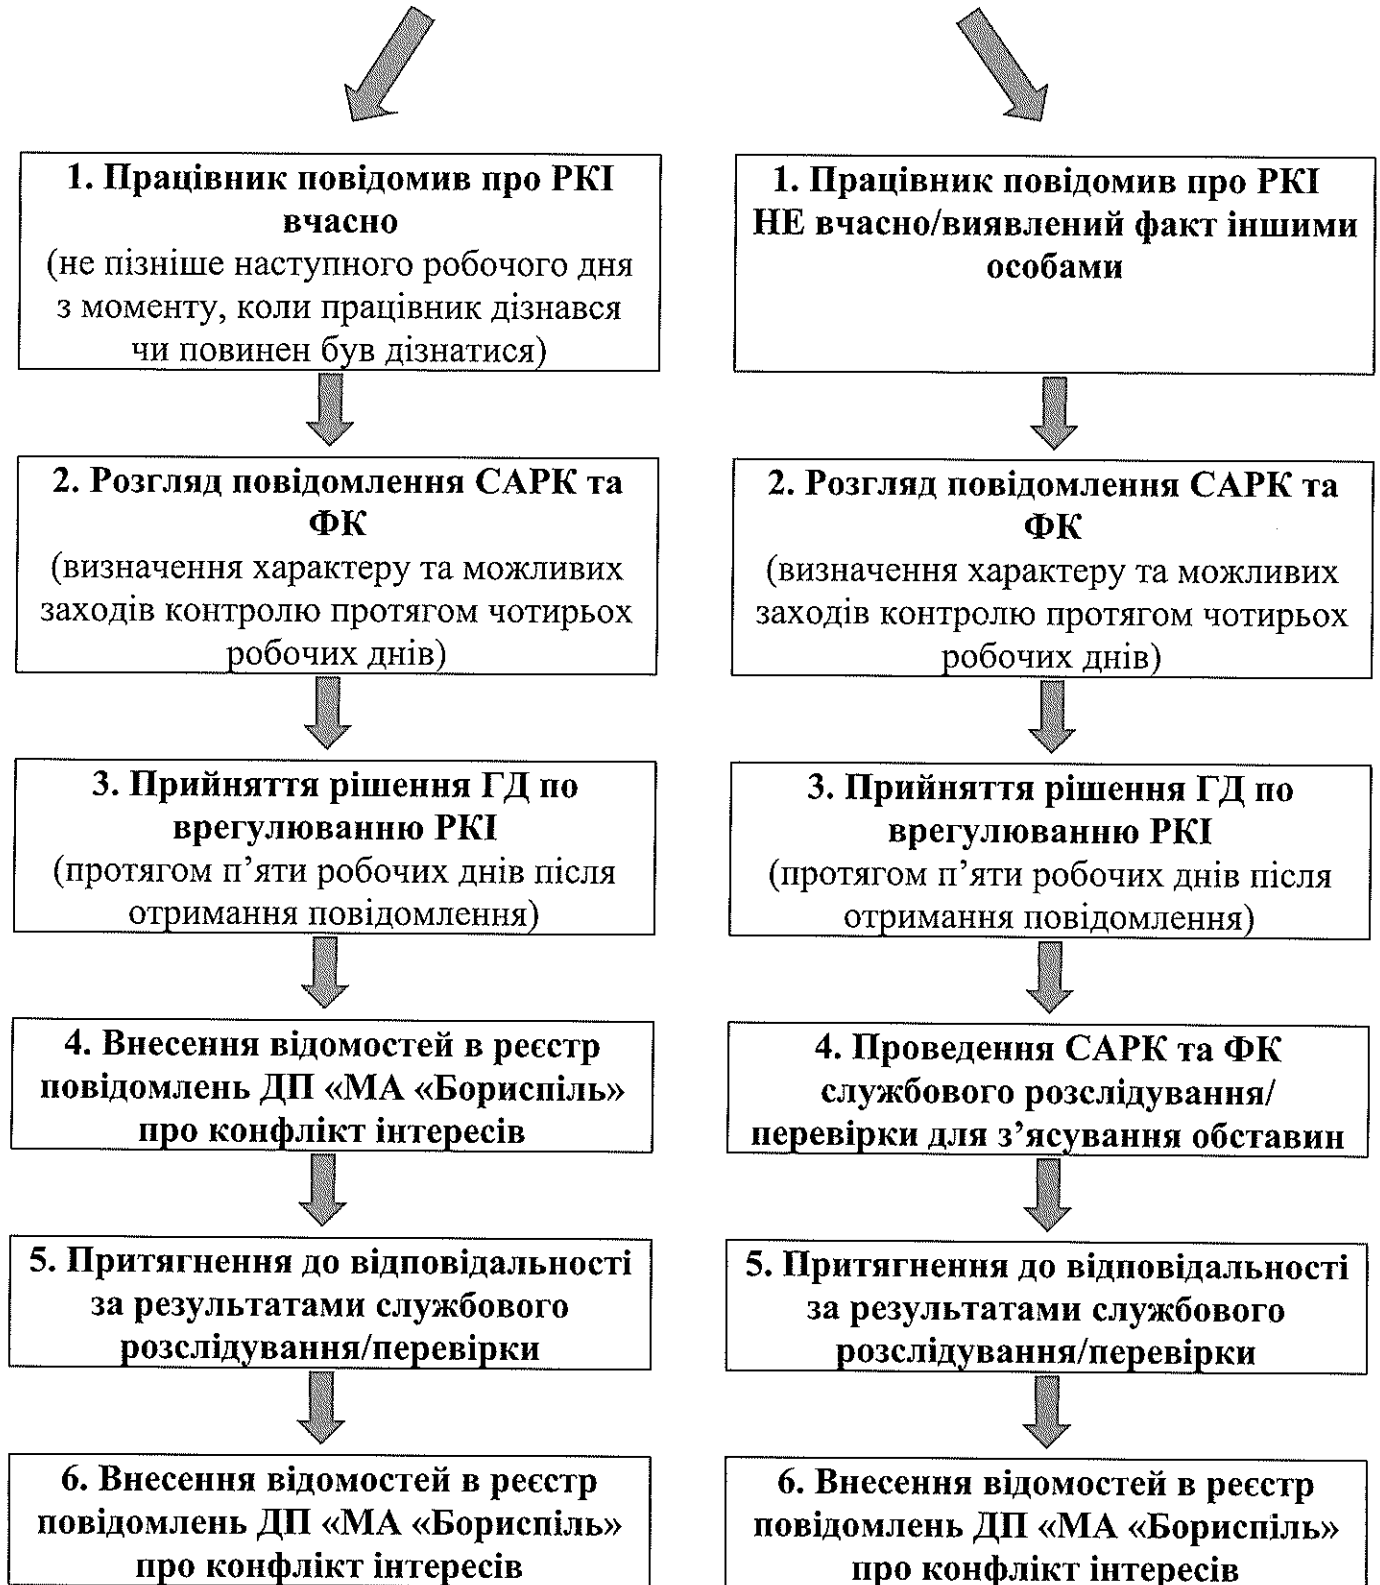 1. Працівник повідомив про РКІ
вчасно
(не пізніше наступного робочого дня
з моменту, коли працівник дізнався
чи повинен був дізнатися)
2. Розгляд повідомлення САРК та
ФК
(визначення характеру та можливих
заходів контролю протягом чотирьох
робочих днів)
3. Прийняття рішення ГД по
врегулюванню РКІ
(протягом п’яти робочих днів після
отримання повідомлення)
4. Внесення відомостей в реєстр
повідомлень ДП «МА «Бориспіль»
про конфлікт інтересів
5. Притягнення до відповідальності
за результатами службового
розслідування/перевірки
6. Внесення відомостей в реєстр
повідомлень ДП «МА «Бориспіль»
про конфлікт інтересів
1. Працівник повідомив про РКІ
НЕ вчасно/виявлений факт іншими
особами
2. Розгляд повідомлення САРК та
ФК
(визначення характеру та можливих
заходів контролю протягом чотирьох
робочих днів)
3. Прийняття рішення ГД по
врегулюванню РКІ
(протягом п’яти робочих днів після
отримання повідомлення)
4. Проведення САРК та ФК
службового розслідування/
перевірки для з’ясування обставин
5. Притягнення до відповідальності
за результатами службового
розслідування/перевірки
6. Внесення відомостей в реєстр
повідомлень ДП «МА «Бориспіль»
про конфлікт інтересів